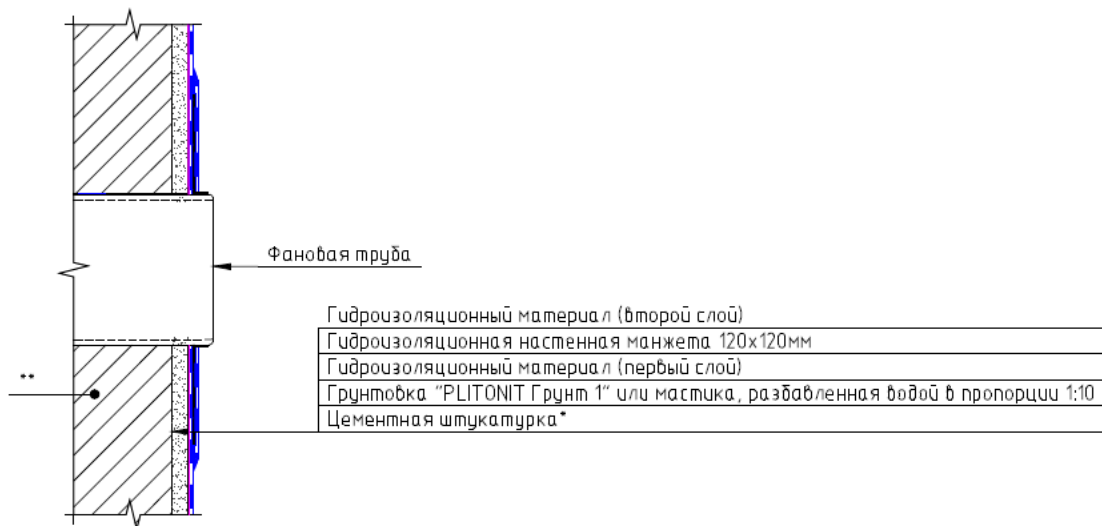 Фановая труба
Гидроизоляционный материал (второй слой)
Гидроизоляционная настенная манжета 120х120мм
Гидроизоляционный материал (первый слой)
Грунтовка "PLITONIT Грунт 1" или мастика, разбавленная водой в пропорции 1:10
**
Цементная штукатурка*